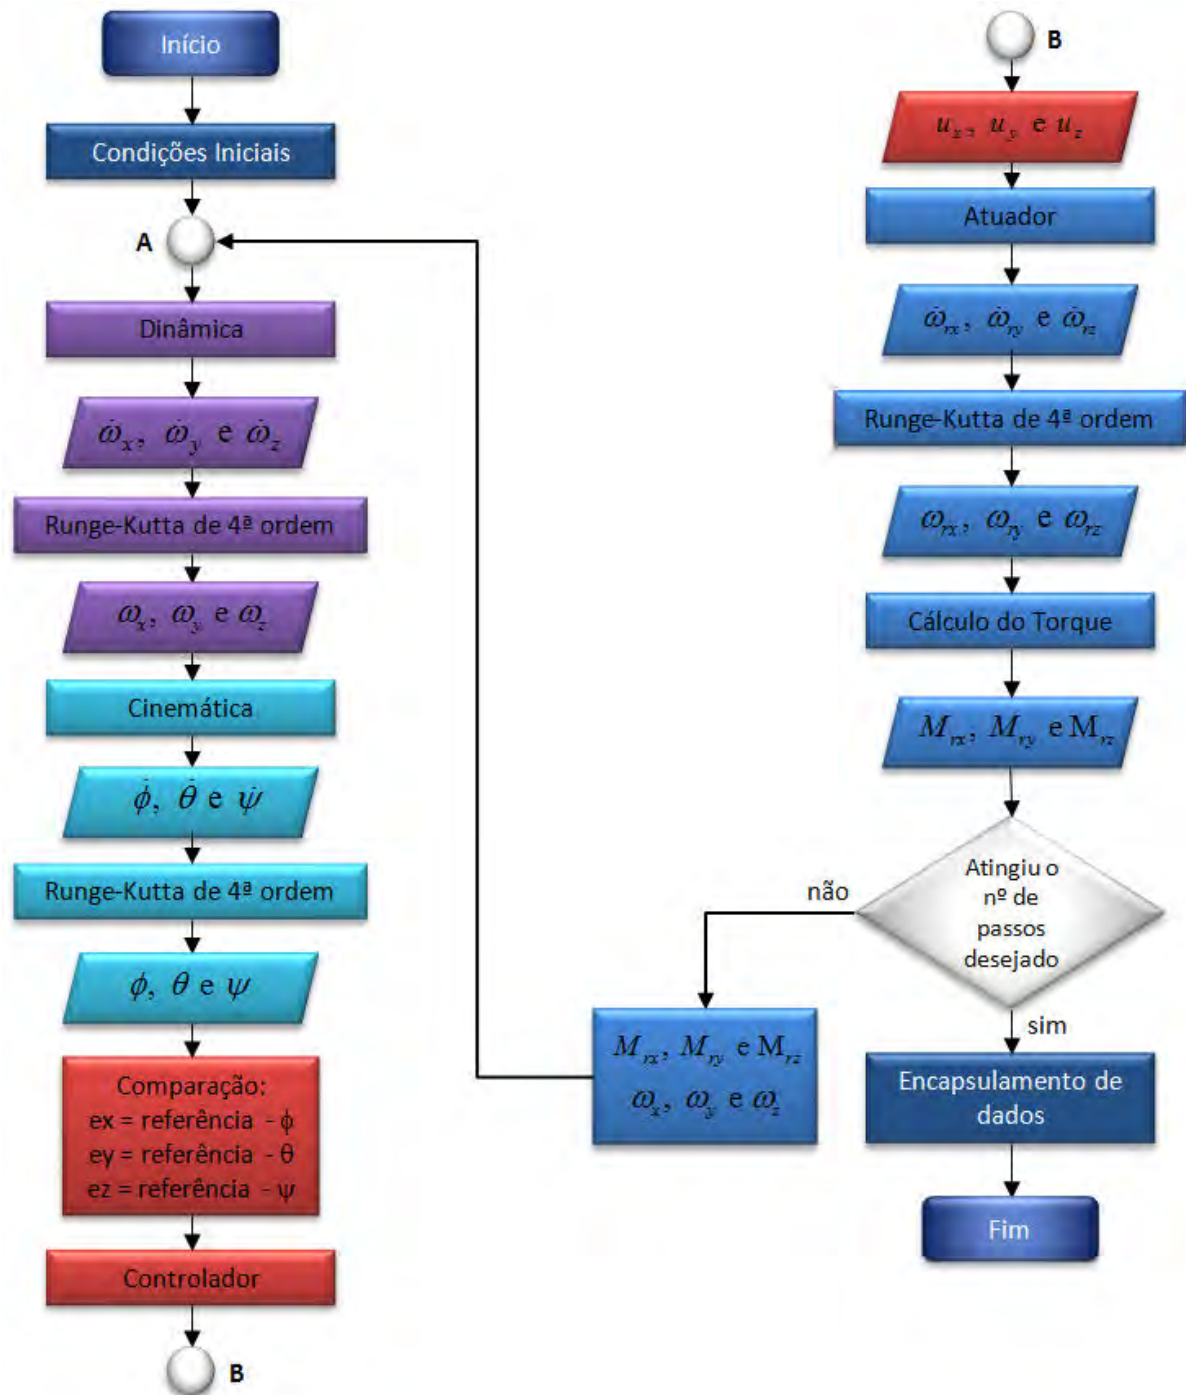 Início
Condições Iniciais
A
Dinâmica
ω̇x, ω̇y e ω̇z
Runge-Kutta de 4ª ordem
ωx, ωy e ωz
Cinemática
ϕ̇, θ̇ e ψ̇
Runge-Kutta de 4ª ordem
ϕ, θ e ψ
Comparação:
ex = referência - ϕ
ey = referência - θ
ez = referência - ψ
Controlador
B
B
ux, uy e uz
Atuador
ω̇rx, ω̇ry e ω̇rz
Runge-Kutta de 4ª ordem
ωrx, ωry e ωrz
Cálculo do Torque
Mrx, Mry e Mrz
Atingiu o
nº de
passos
desejado
não
Mrx, Mry e Mrz
ωx, ωy e ωz
sim
Encapsulamento de
dados
Fim